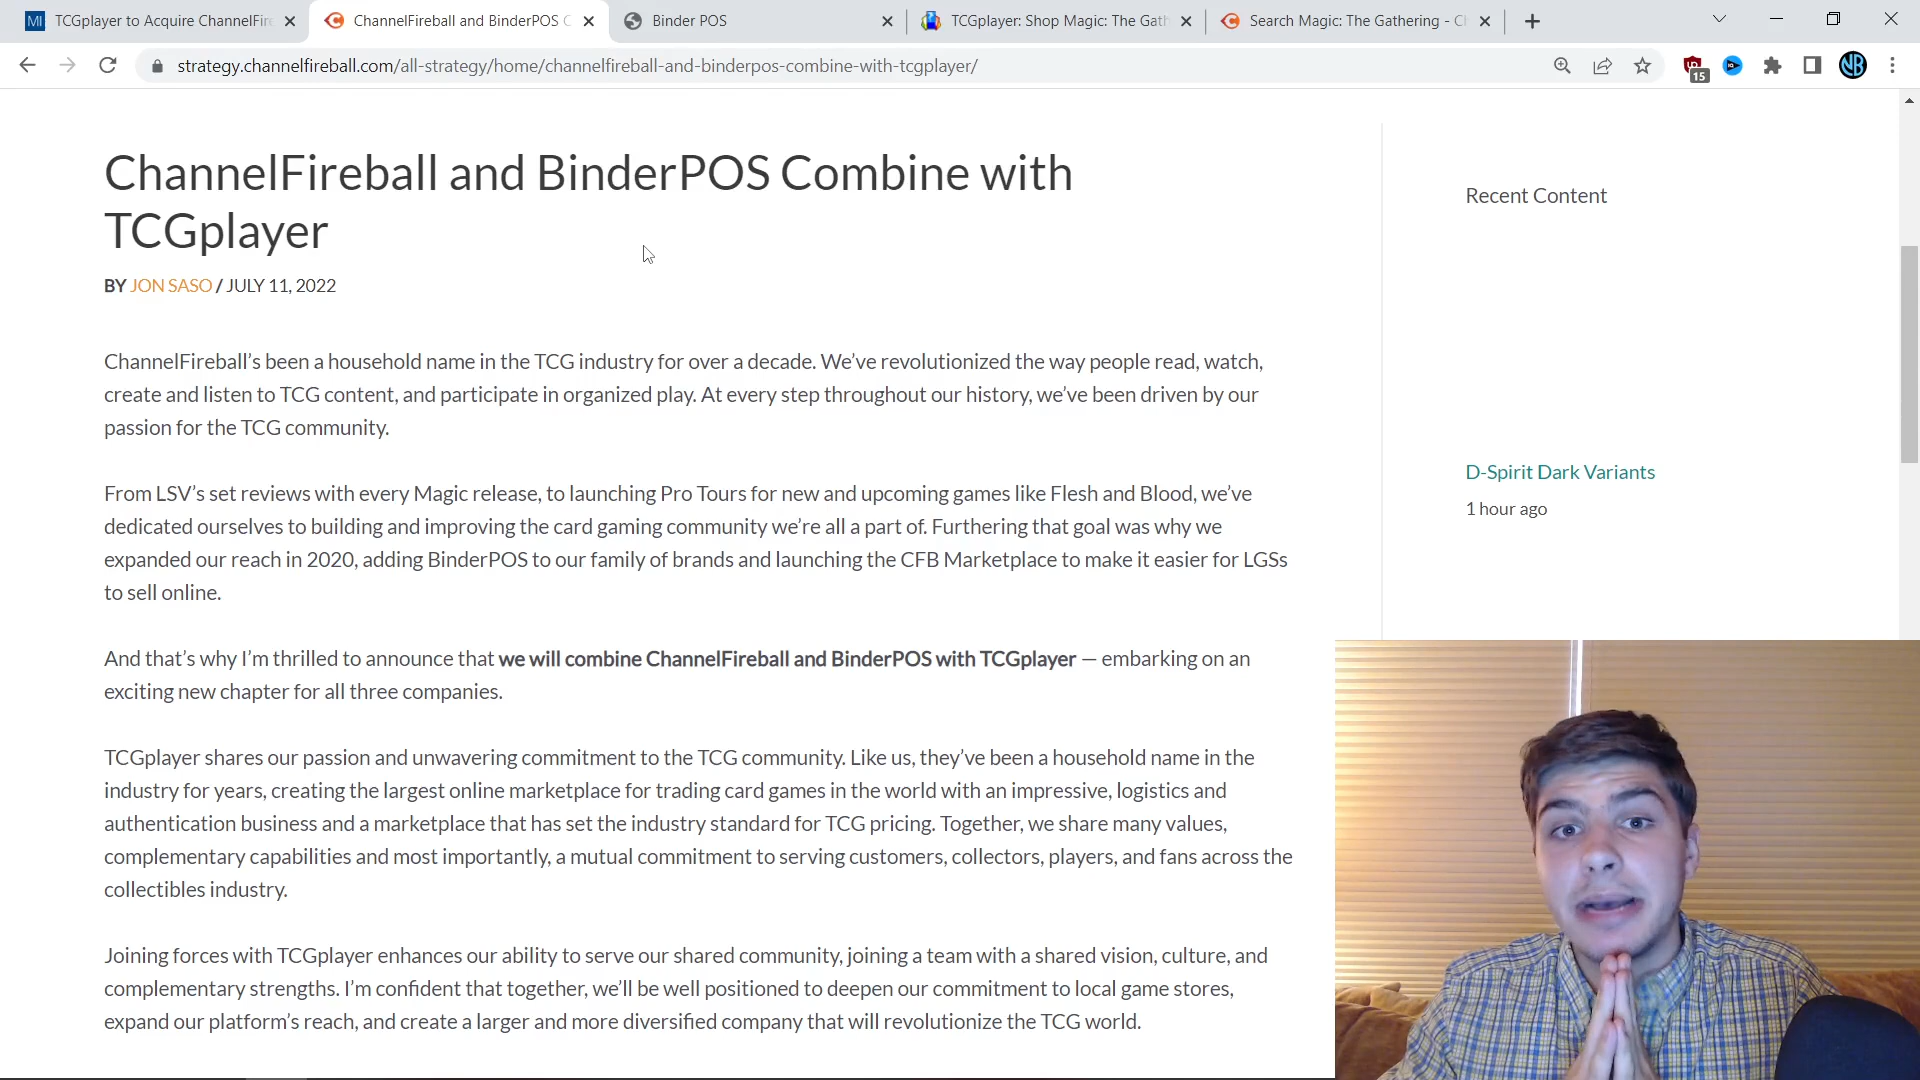 TCGplayer to Acquire ChannelFire
ChannelFireball and BinderPOS C
Binder POS
TCGplayer: Shop Magic: The Gath
Search Magic: The Gathering - Ch
strategy.channelfireball.com/all-strategy/home/channelfireball-and-binderpos-combine-with-tcgplayer/
15
ChannelFireball and BinderPOS Combine with
TCGplayer
BY JON SASO / JULY 11, 2022
ChannelFireball’s been a household name in the TCG industry for over a decade. We’ve revolutionized the way people read, watch,
create and listen to TCG content, and participate in organized play. At every step throughout our history, we’ve been driven by our
passion for the TCG community.
From LSV’s set reviews with every Magic release, to launching Pro Tours for new and upcoming games like Flesh and Blood, we’ve
dedicated ourselves to building and improving the card gaming community we’re all a part of. Furthering that goal was why we
expanded our reach in 2020, adding BinderPOS to our family of brands and launching the CFB Marketplace to make it easier for LGSs
to sell online.
And that’s why I’m thrilled to announce that we will combine ChannelFireball and BinderPOS with TCGplayer — embarking on an
exciting new chapter for all three companies.
TCGplayer shares our passion and unwavering commitment to the TCG community. Like us, they’ve been a household name in the
industry for years, creating the largest online marketplace for trading card games in the world with an impressive, logistics and
authentication business and a marketplace that has set the industry standard for TCG pricing. Together, we share many values,
complementary capabilities and most importantly, a mutual commitment to serving customers, collectors, players, and fans across the
collectibles industry.
Joining forces with TCGplayer enhances our ability to serve our shared community, joining a team with a shared vision, culture, and
complementary strengths. I’m confident that together, we’ll be well positioned to deepen our commitment to local game stores,
expand our platform’s reach, and create a larger and more diversified company that will revolutionize the TCG world.
Recent Content
D-Spirit Dark Variants
1 hour ago